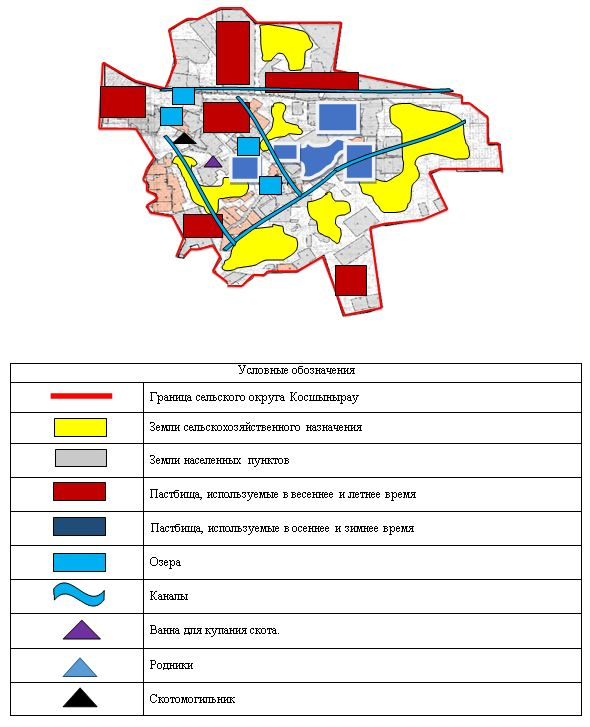 Условные обозначения
Граница сельского округа Косшынырау
Земли сельскохозяйственного назначения
Земли населенных пунктов
Пастбища, используемые в весеннее и летнее время
Пастбища, используемые в осеннее и зимнее время
Озера
Каналы
Ванна для купания скота.
Родники
Скотомогильник